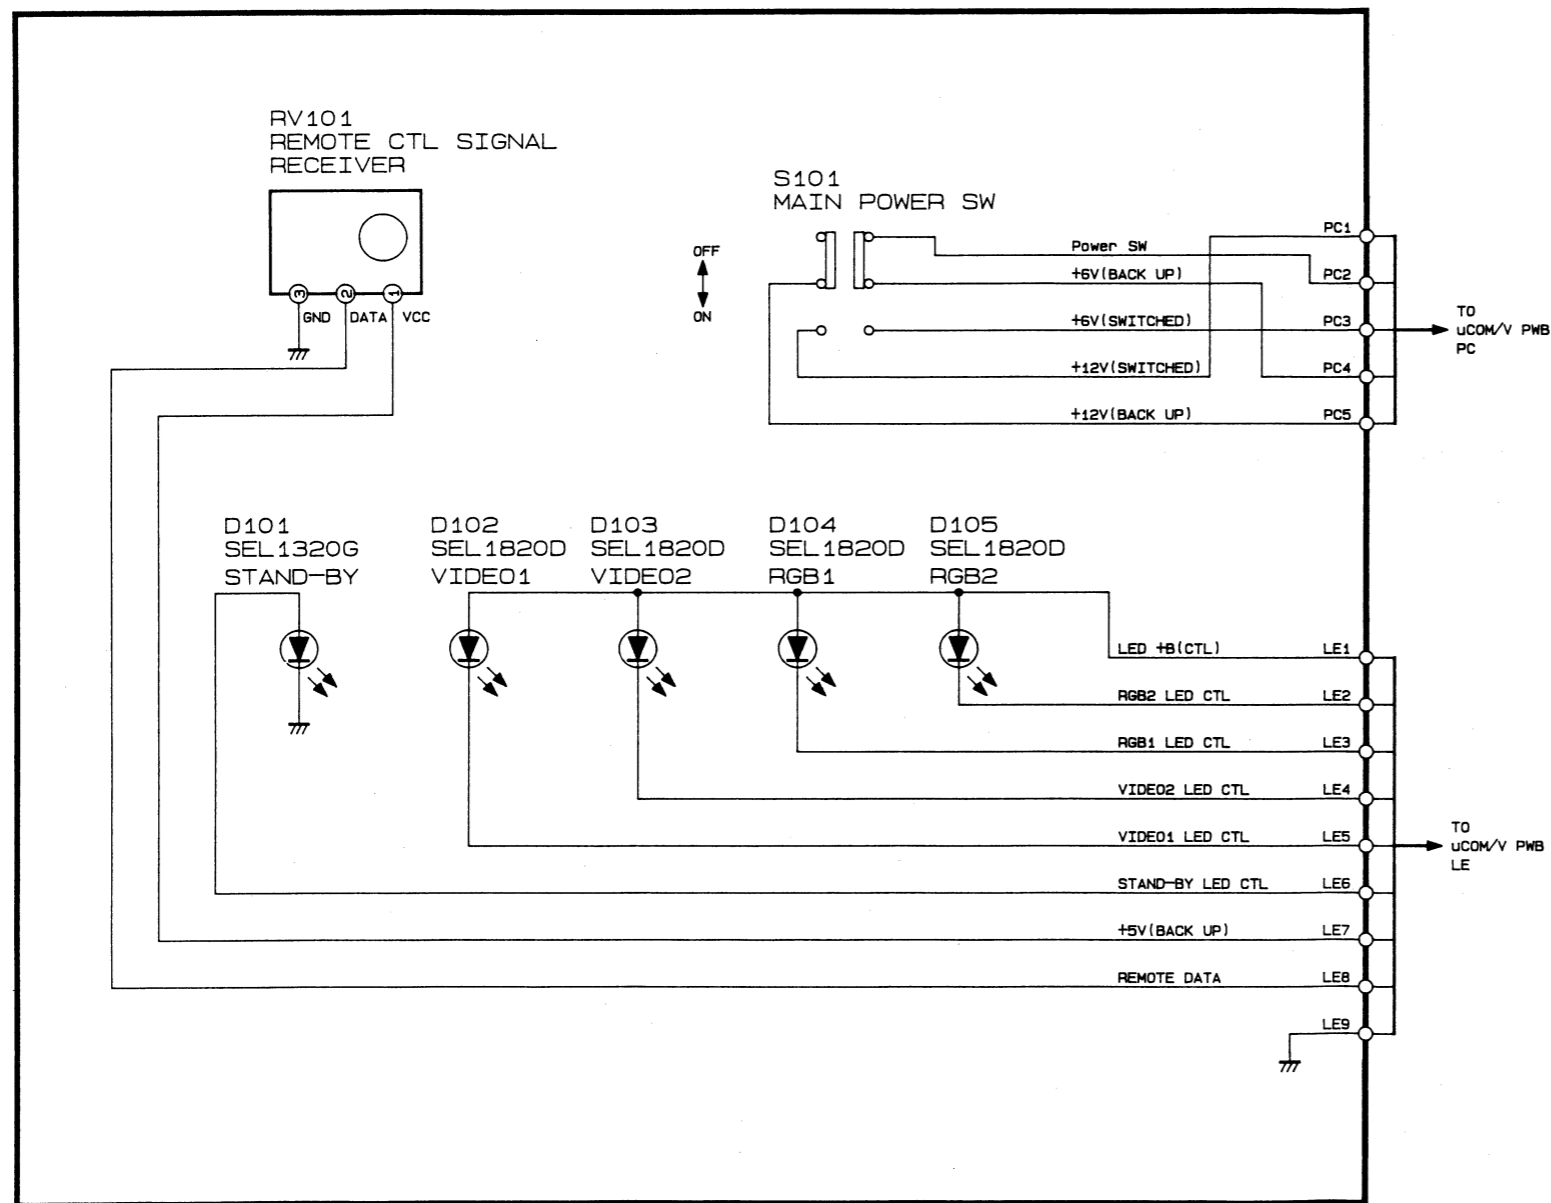 RV101
REMOTE CTL SIGNAL
RECEIVER
3
2
1
GND
DATA
VCC
S101
MAIN POWER SW
OFF
ON
Power SW
+6V(BACK UP)
+6V(SWITCHED)
+12V(SWITCHED)
+12V(BACK UP)
PC1
PC2
PC3
PC4
PC5
TO
uCOM/V PWB
PC
D101
SEL1320G
STAND-BY
D102
SEL1820D
VIDEO1
D103
SEL1820D
VIDEO2
D104
SEL1820D
RGB1
D105
SEL1820D
RGB2
LED +B(CTL) LE1
RGB2 LED CTL LE2
RGB1 LED CTL LE3
VIDEO2 LED CTL LE4
VIDEO1 LED CTL LE5
STAND-BY LED CTL LE6
+5V(BACK UP) LE7
REMOTE DATA LE8
LE9
TO
uCOM/V PWB
LE